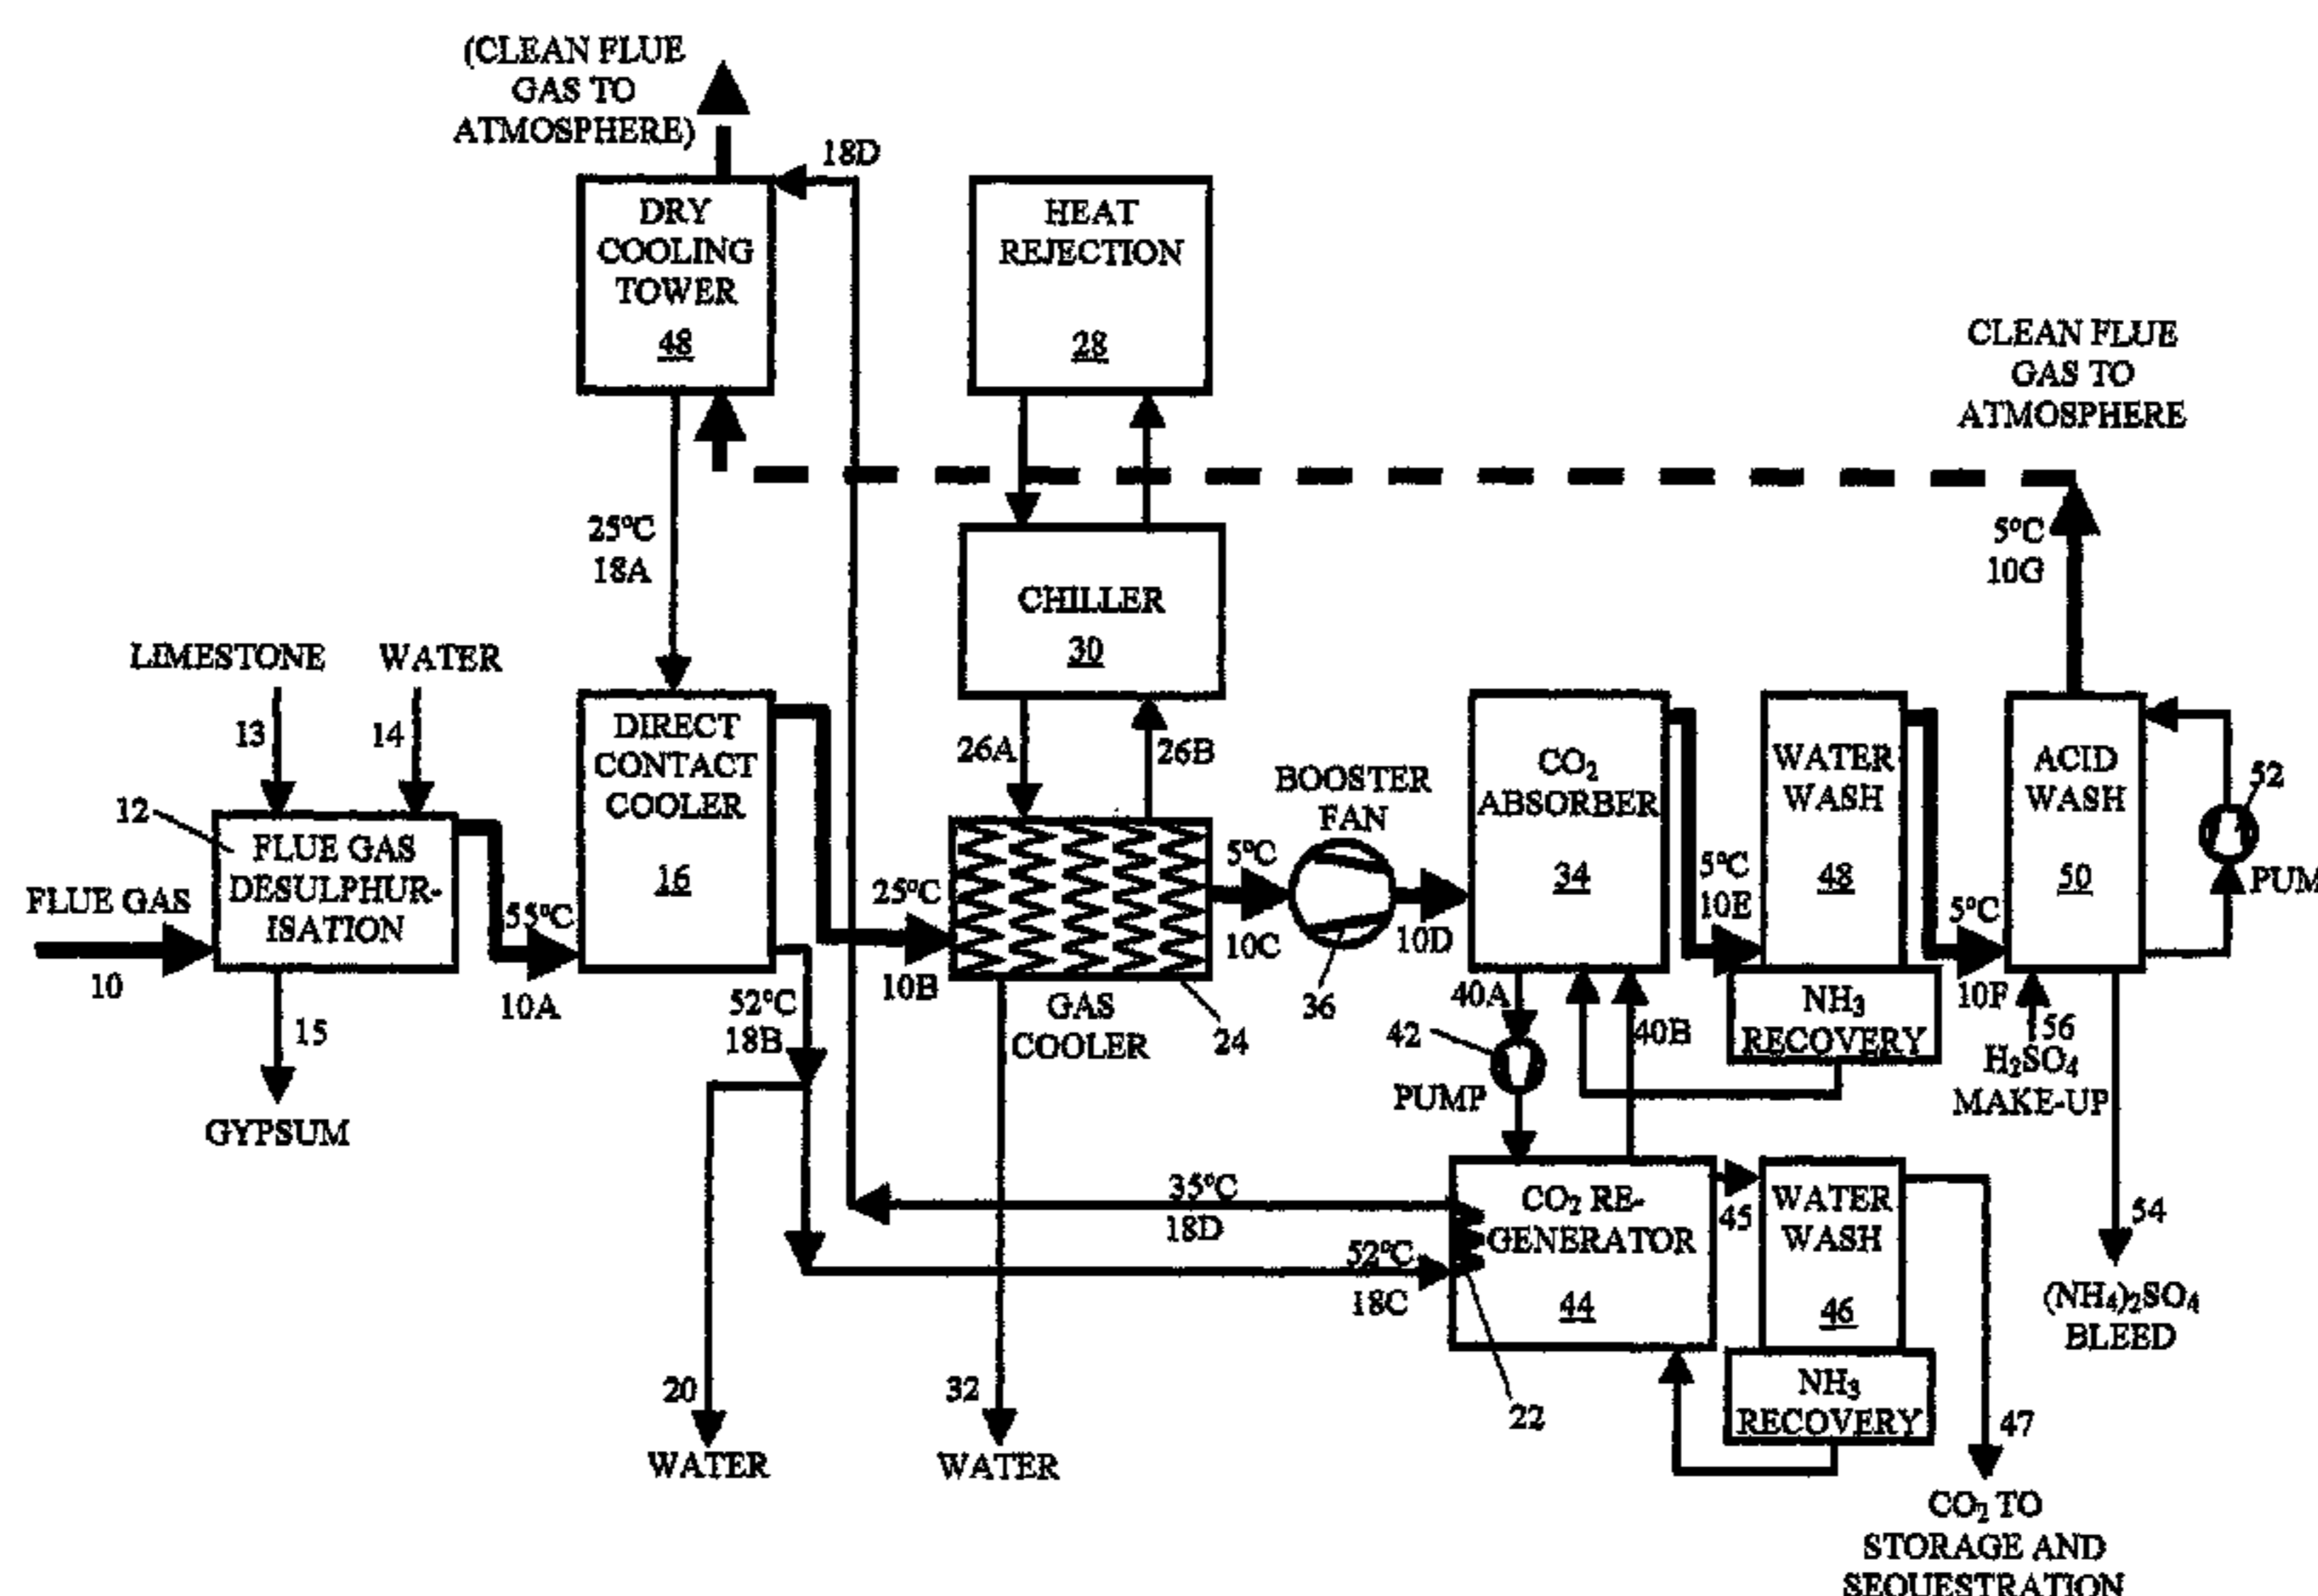 (CLEAN FLUE
GAS TO
ATMOSPHERE)
18D
DRY
COOLING
TOWER
48
HEAT
REJECTION
28
CLEAN FLUE
GAS TO
ATMOSPHERE
25°C
18A
5°C
10G
CHILLER
30
LIMESTONE
WATER
13
14
12
FLUE GAS
DESULPHUR-
ISATION
FLUE GAS
10
15
GYPSUM
55°C
10A
DIRECT
CONTACT
COOLER
16
52°C
18B
25°C
10B
26A
26B
GAS
COOLER
24
5°C
10C
BOOSTER
FAN
36
10D
CO2
ABSORBER
34
5°C
10E
WATER
WASH
48
NH3
RECOVERY
5°C
10F
ACID
WASH
50
52
PUM
56
H2SO4
MAKE-UP
54
(NH4)2SO4
BLEED
40A
40B
42
PUMP
35°C
18D
52°C
18C
CO2 RE-
GENERATOR
44
22
45
WATER
WASH
46
NH3
RECOVERY
47
CO2 TO
STORAGE AND
SEQUESTRATION
20
WATER
32
WATER